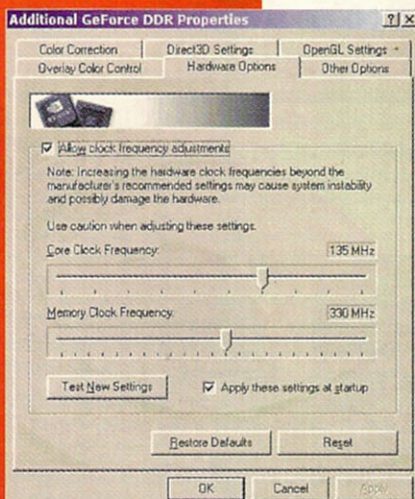 Additional GeForce DDR Properties
Color Correction
Direct3D Settings
OpenGL Settings
Overlay Color Control
Hardware Options
Other Options
Allow clock frequency adjustments
Note: Increasing the hardware clock frequencies beyond the
manufacturer's recommended settings may cause system instability
and possibly damage the hardware.
Use caution when adjusting these settings.
Core Clock Frequency:
135 MHz
Memory Clock Frequency:
330 MHz
Test New Settings
Apply these settings at startup
Restore Defaults
Reset
OK
Cancel
Apply